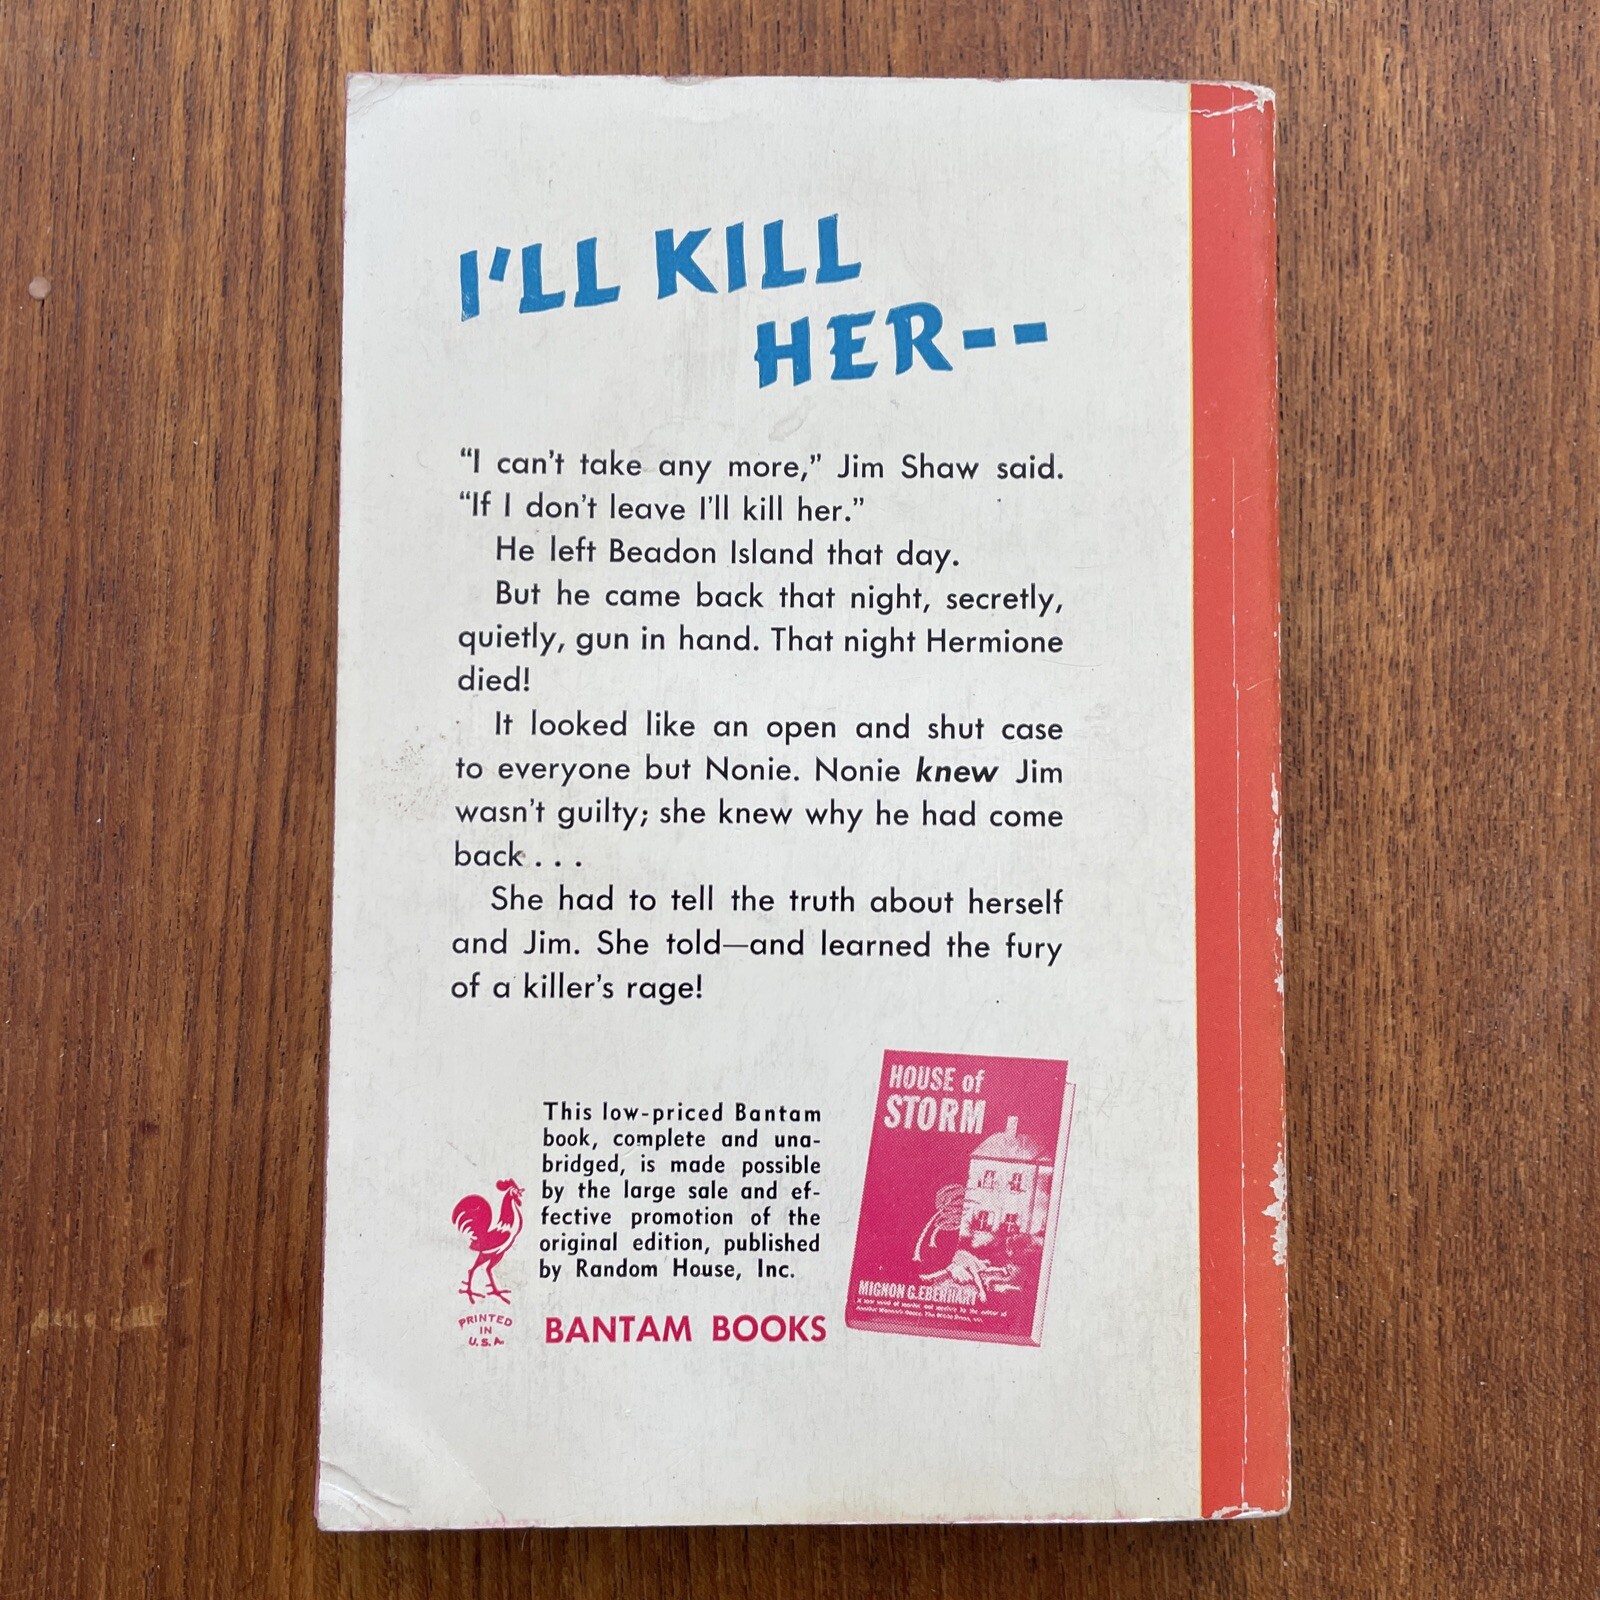 I'LL KILL
HER--
“I can't take any more,” Jim Shaw said.
“If I don't leave I'll kill her.”
He left Beadon Island that day.
But he came back that night, secretly,
quietly, gun in hand. That night Hermione
died!
It looked like an open and shut case
to everyone but Nonie. Nonie knew Jim
wasn't guilty; she knew why he had come
back . . .
She had to tell the truth about herself
and Jim. She told—and learned the fury
of a killer's rage!
This low-priced Bantam
book, complete and una-
bridged, is made possible
by the large sale and ef-
fective promotion of the
original edition, published
by Random House, Inc.
BANTAM BOOKS
PRINTED
IN
U.S.A.
HOUSE of
STORM
MIGNON G. EBERHART